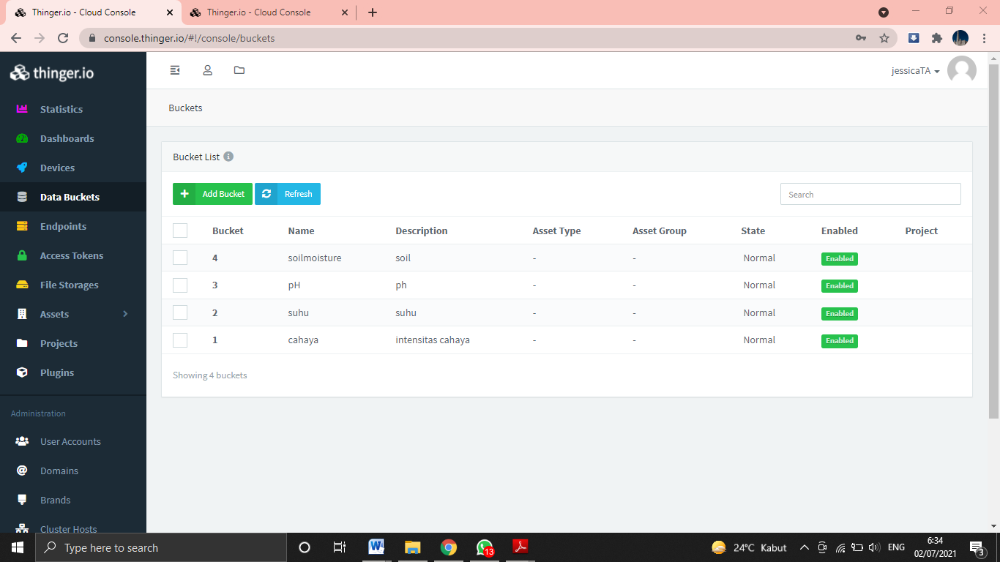 Thinger.io - Cloud Console
Thinger.io - Cloud Console
console.thinger.io/#!/console/buckets
thinger.io
jessicaTA
Statistics
Dashboards
Devices
Data Buckets
Endpoints
Access Tokens
File Storages
Assets
Projects
Plugins
Administration
User Accounts
Domains
Brands
Cluster Hosts
Buckets
Bucket List
Add Bucket Refresh Search
Bucket Name Description Asset Type Asset Group State Enabled Project
4 soilmoisture soil - - Normal Enabled
3 pH ph - - Normal Enabled
2 suhu suhu - - Normal Enabled
1 cahaya intensitas cahaya - - Normal Enabled
Showing 4 buckets
Type here to search
13
24°C Kabut
ENG
6:34
02/07/2021
3